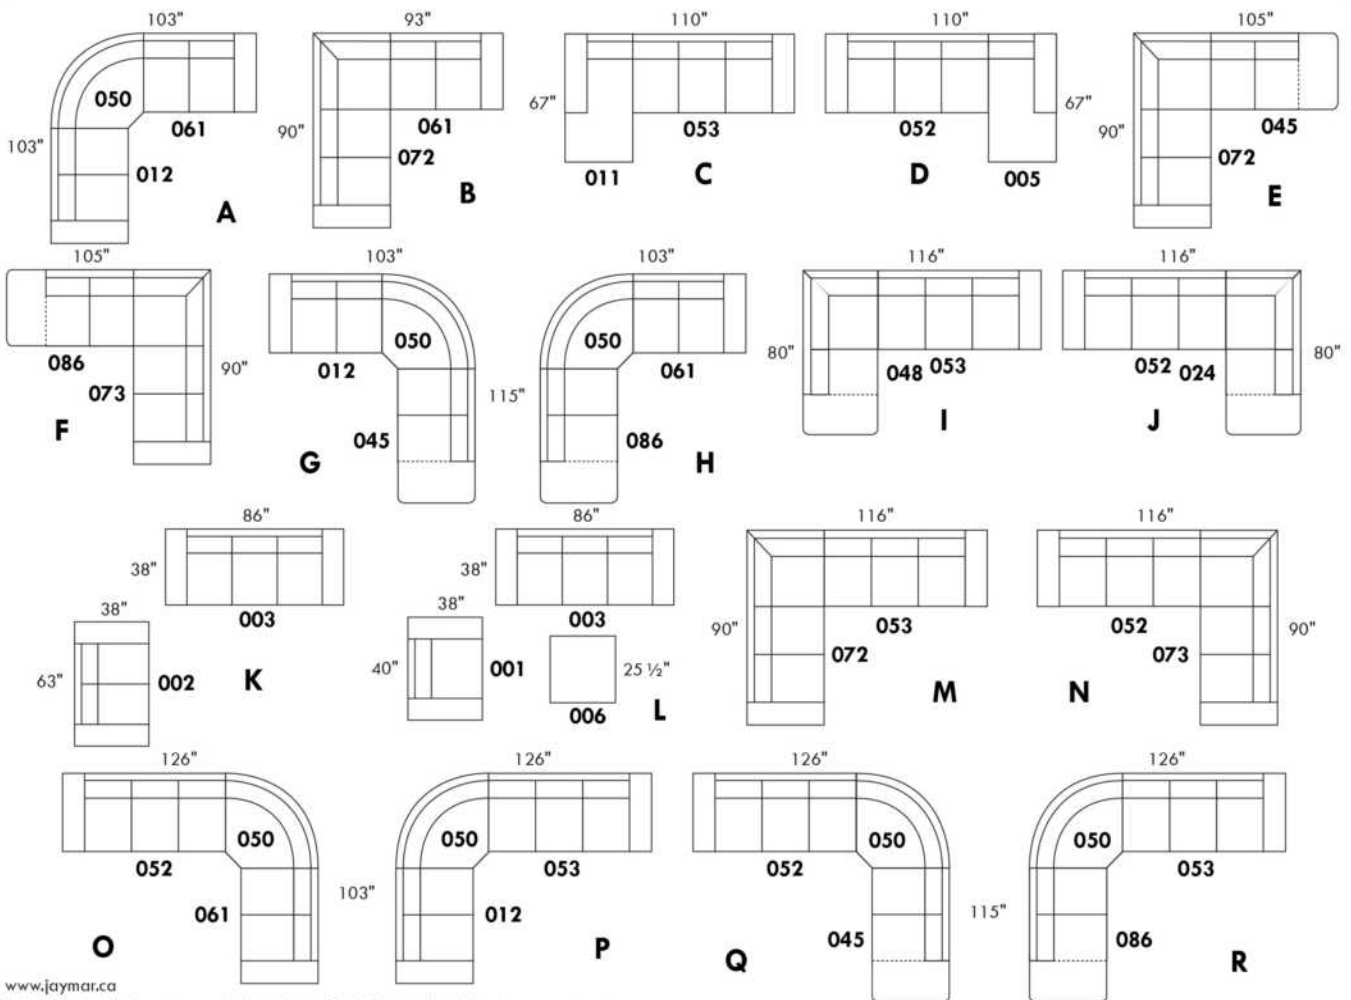 103" 93" 110" 110" 105"
050 061 103" 012 A
90" 061 072 B
67" 053 011 C
67" 052 005 D
90" 045 072 E
105" 103" 103" 116" 116"
086 90" 073 F
050 012 115" 045 G
050 061 086 H
80" 048 053 I
052 024 80" J
86" 86" 116" 116"
38" 003
38"
63" 002 K
38" 003
38"
40" 001 25 ½" 006 L
90" 053 072 M
052 90" 073 N
126" 126" 126" 126"
050 052 061 103" O
050 053 012 P
050 052 045 115" Q
050 053 086 R
www.jaymar.ca